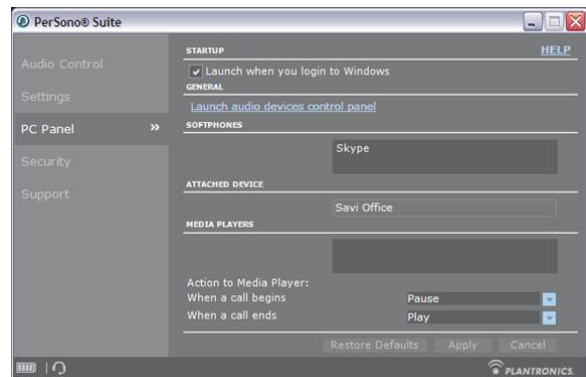 PerSono® Suite
Audio Control
Settings
PC Panel »
Security
Support
STARTUP
HELP
Launch when you login to Windows
GENERAL
Launch audio devices control panel
SOFTPHONES
Skype
ATTACHED DEVICE
Savi Office
MEDIA PLAYERS
Action to Media Player:
When a call begins Pause
When a call ends Play
Restore Defaults Apply Cancel
PLANTRONICS